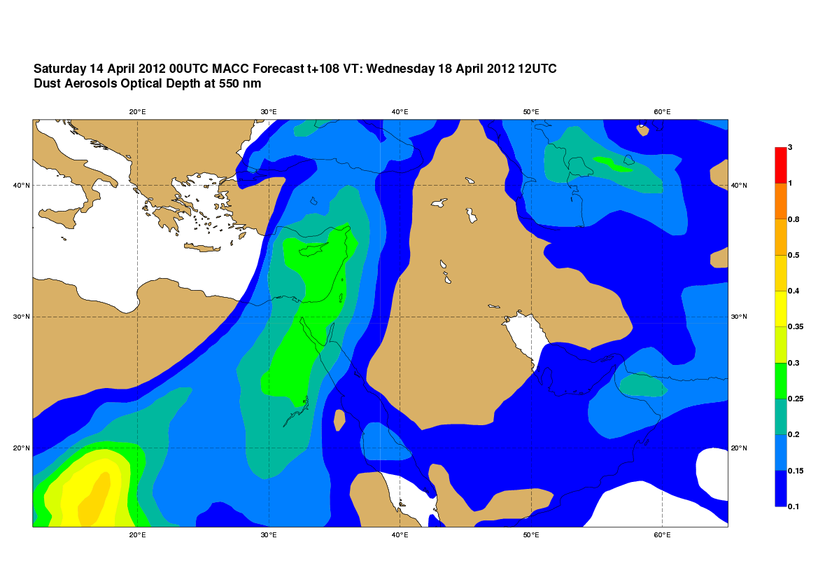 Saturday 14 April 2012 00UTC MACC Forecast t+108 VT: Wednesday 18 April 2012 12UTC
Dust Aerosols Optical Depth at 550 nm
20°E 30°E 40°E 50°E 60°E
40°N 40°N
30°N 30°N
20°N 20°N
20°E 30°E 40°E 50°E 60°E
3
1
0.8
0.5
0.4
0.35
0.3
0.25
0.2
0.15
0.1